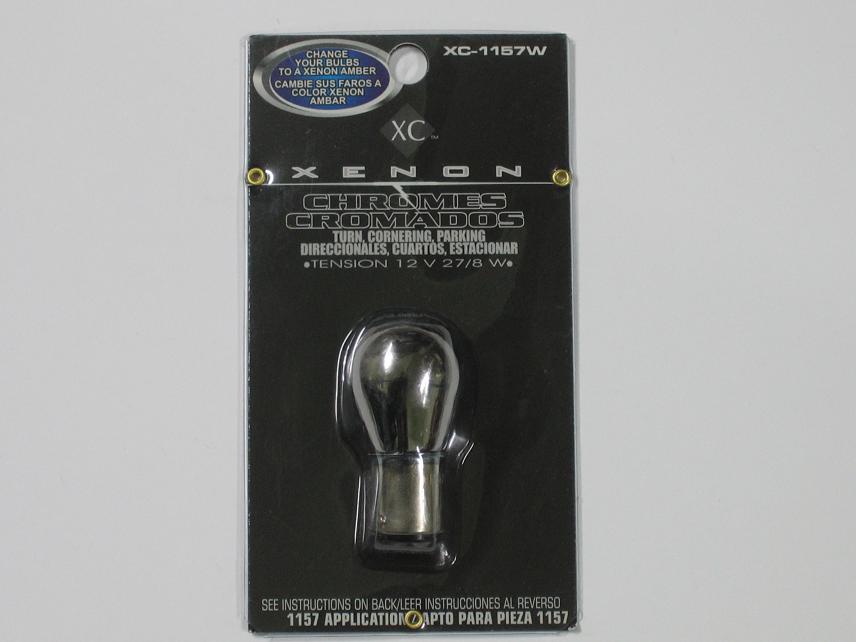 CHANGE
YOUR BULBS
TO A XENON AMBER
CAMBIE SUS FAROS A
COLOR XENON
AMBAR
XC-1157W
XC™
XENON
CHROMES
CROMADOS
TURN, CORNERING, PARKING
DIRECCIONALES, CUARTOS, ESTACIONAR
•TENSION 12 V 27/8 W•
SEE INSTRUCTIONS ON BACK/LEER INSTRUCCIONES AL REVERSO
1157 APPLICATION/APTO PARA PIEZA 1157